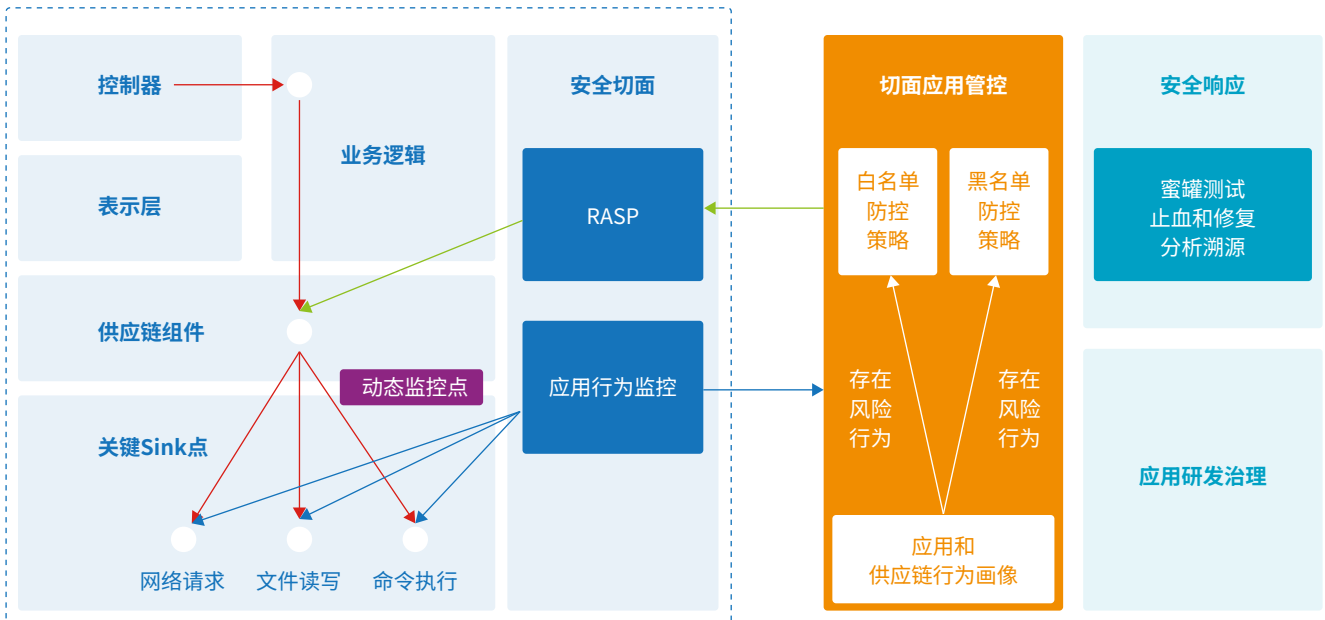 控制器
业务逻辑
表示层
供应链组件
动态监控点
关键Sink点
网络请求
文件读写
命令执行
安全切面
RASP
应用行为监控
切面应用管控
白名单
防控
策略
黑名单
防控
策略
存在
风险
行为
存在
风险
行为
应用和
供应链行为画像
安全响应
蜜罐测试
止血和修复
分析溯源
应用研发治理